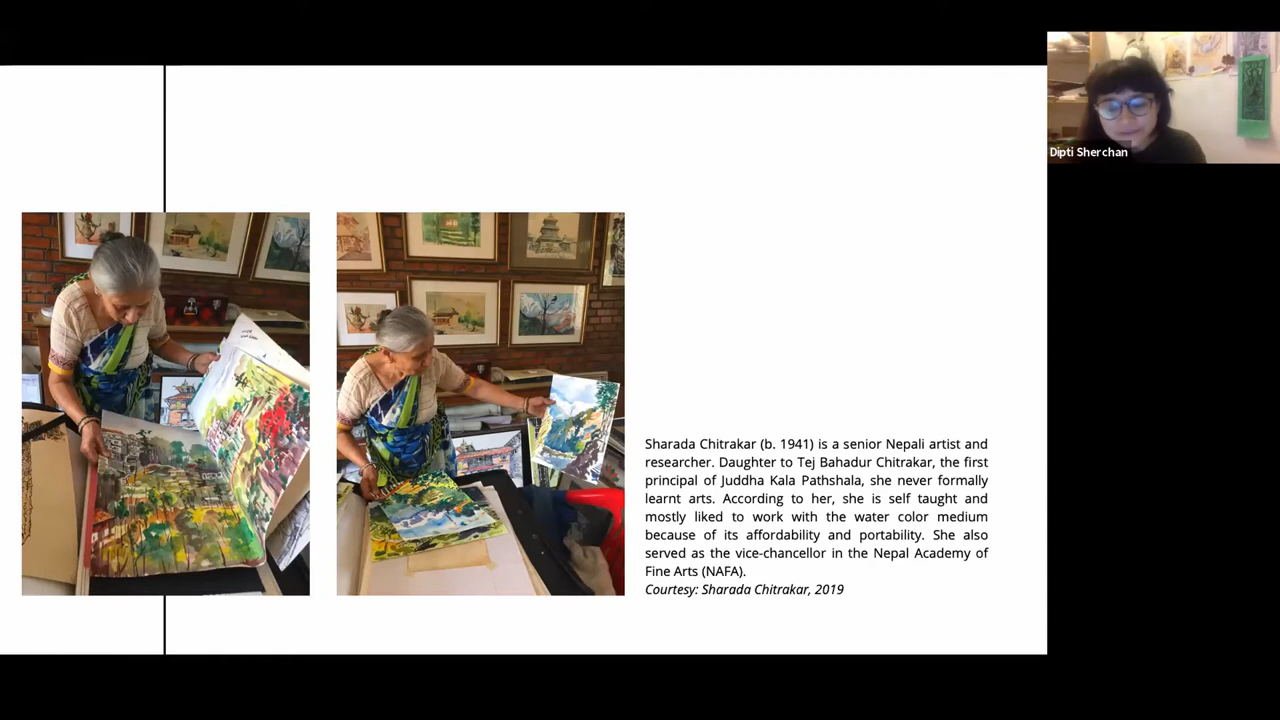 Dipti Sherchan
Sharada Chitrakar (b. 1941) is a senior Nepali artist and
researcher. Daughter to Tej Bahadur Chitrakar, the first
principal of Juddha Kala Pathshala, she never formally
learnt arts. According to her, she is self taught and
mostly liked to work with the water color medium
because of its affordability and portability. She also
served as the vice-chancellor in the Nepal Academy of
Fine Arts (NAFA).
Courtesy: Sharada Chitrakar, 2019